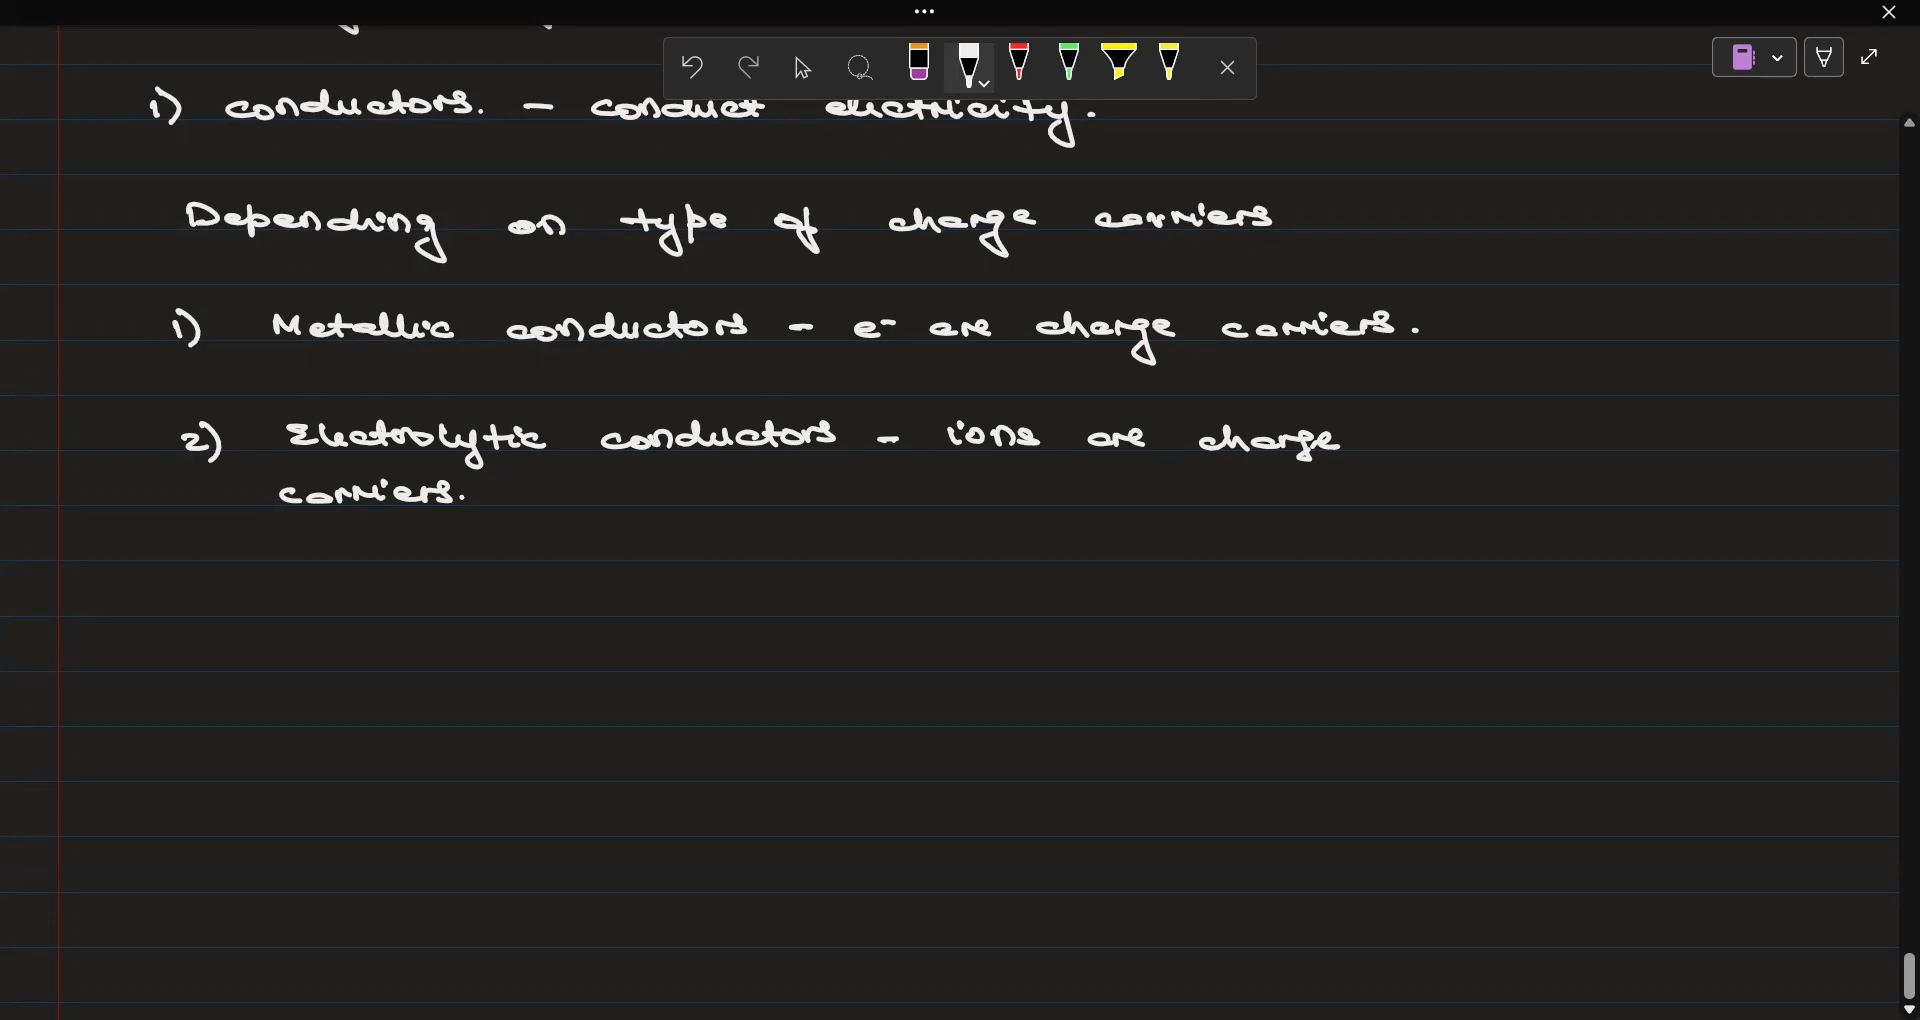 1) conductors. - conduct electricity.
Depending on type of charge carriers
1) Metallic conductors - e⁻ are charge carriers.
2) Electrolytic conductors - ions are charge
carriers.